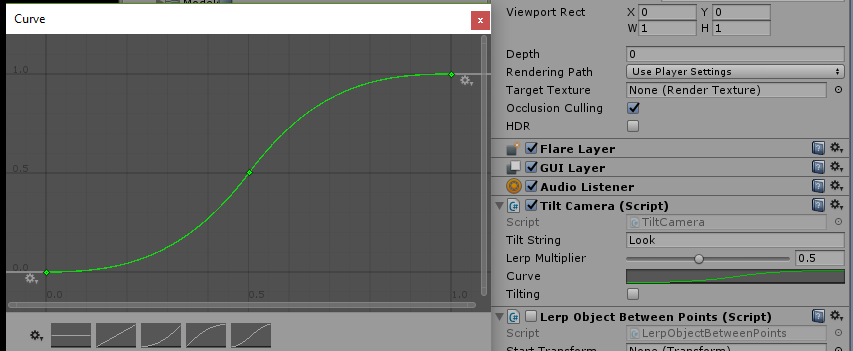 Model
Curve
x
1.0
0.5
0.0
0.0
0.5
1.0
Viewport Rect X 0 Y 0
W 1 H 1
Depth 0
Rendering Path Use Player Settings
Target Texture None (Render Texture)
Occlusion Culling
HDR
Flare Layer
GUI Layer
Audio Listener
Tilt Camera (Script)
Script TiltCamera
Tilt String Look
Lerp Multiplier 0.5
Curve
Tilting
Lerp Object Between Points (Script)
Script LerpObjectBetweenPoints
Start Transform None (Transform)